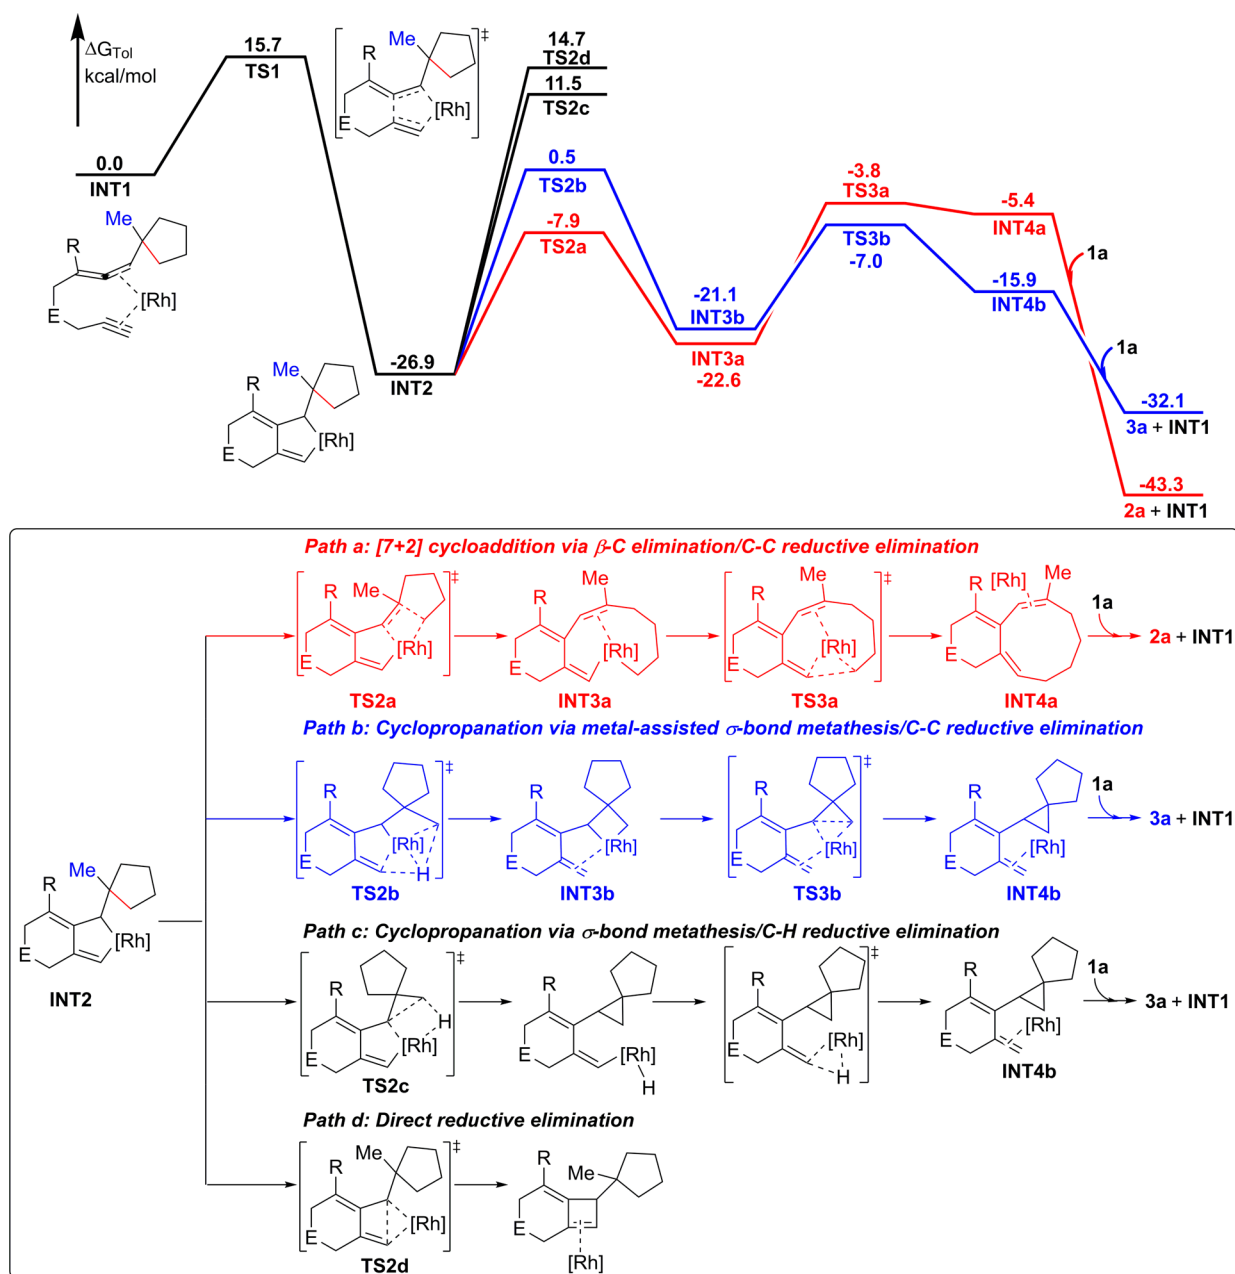 ΔG_Tol
kcal/mol
0.0
INT1
15.7
TS1
-26.9
INT2
14.7
TS2d
11.5
TS2c
0.5
TS2b
-7.9
TS2a
-21.1
INT3b
INT3a
-22.6
-3.8
TS3a
TS3b
-7.0
-5.4
INT4a
-15.9
INT4b
1a
1a
-32.1
3a + INT1
-43.3
2a + INT1
R
Me
[Rh]
E
‡
Me
R
[Rh]
E
Me
R
[Rh]
E
Path a: [7+2] cycloaddition via β-C elimination/C-C reductive elimination
R
Me
[Rh]
E
‡
TS2a
R
Me
[Rh]
E
INT3a
R
Me
[Rh]
E
‡
TS3a
R
[Rh]
Me
E
INT4a
1a
2a + INT1
Path b: Cyclopropanation via metal-assisted σ-bond metathesis/C-C reductive elimination
R
[Rh]
E
H
‡
TS2b
R
[Rh]
E
INT3b
R
[Rh]
E
‡
TS3b
R
[Rh]
E
INT4b
1a
3a + INT1
Me
R
[Rh]
E
INT2
Path c: Cyclopropanation via σ-bond metathesis/C-H reductive elimination
R
H
[Rh]
E
‡
TS2c
R
[Rh]
H
E
R
[Rh]
H
E
‡
R
[Rh]
E
INT4b
1a
3a + INT1
Path d: Direct reductive elimination
Me
R
[Rh]
E
‡
TS2d
R
Me
E
[Rh]